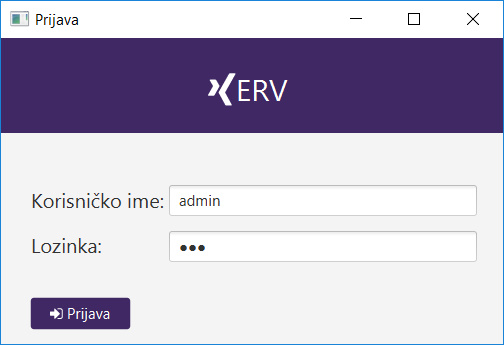 Prijava
ERV
Korisničko ime: admin
Lozinka: ●●●
Prijava